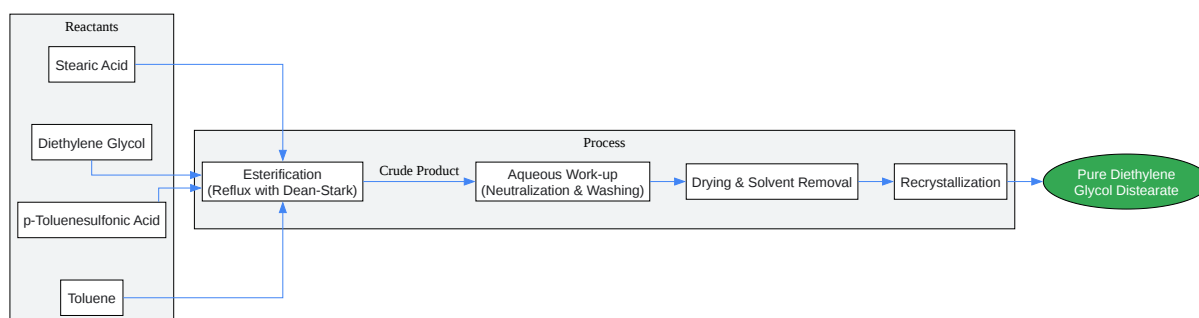 Reactants
Stearic Acid
Diethylene Glycol
p-Toluenesulfonic Acid
Toluene
Process
Esterification
(Reflux with Dean-Stark)
Crude Product
Aqueous Work-up
(Neutralization & Washing)
Drying & Solvent Removal
Recrystallization
Pure Diethylene
Glycol Distearate